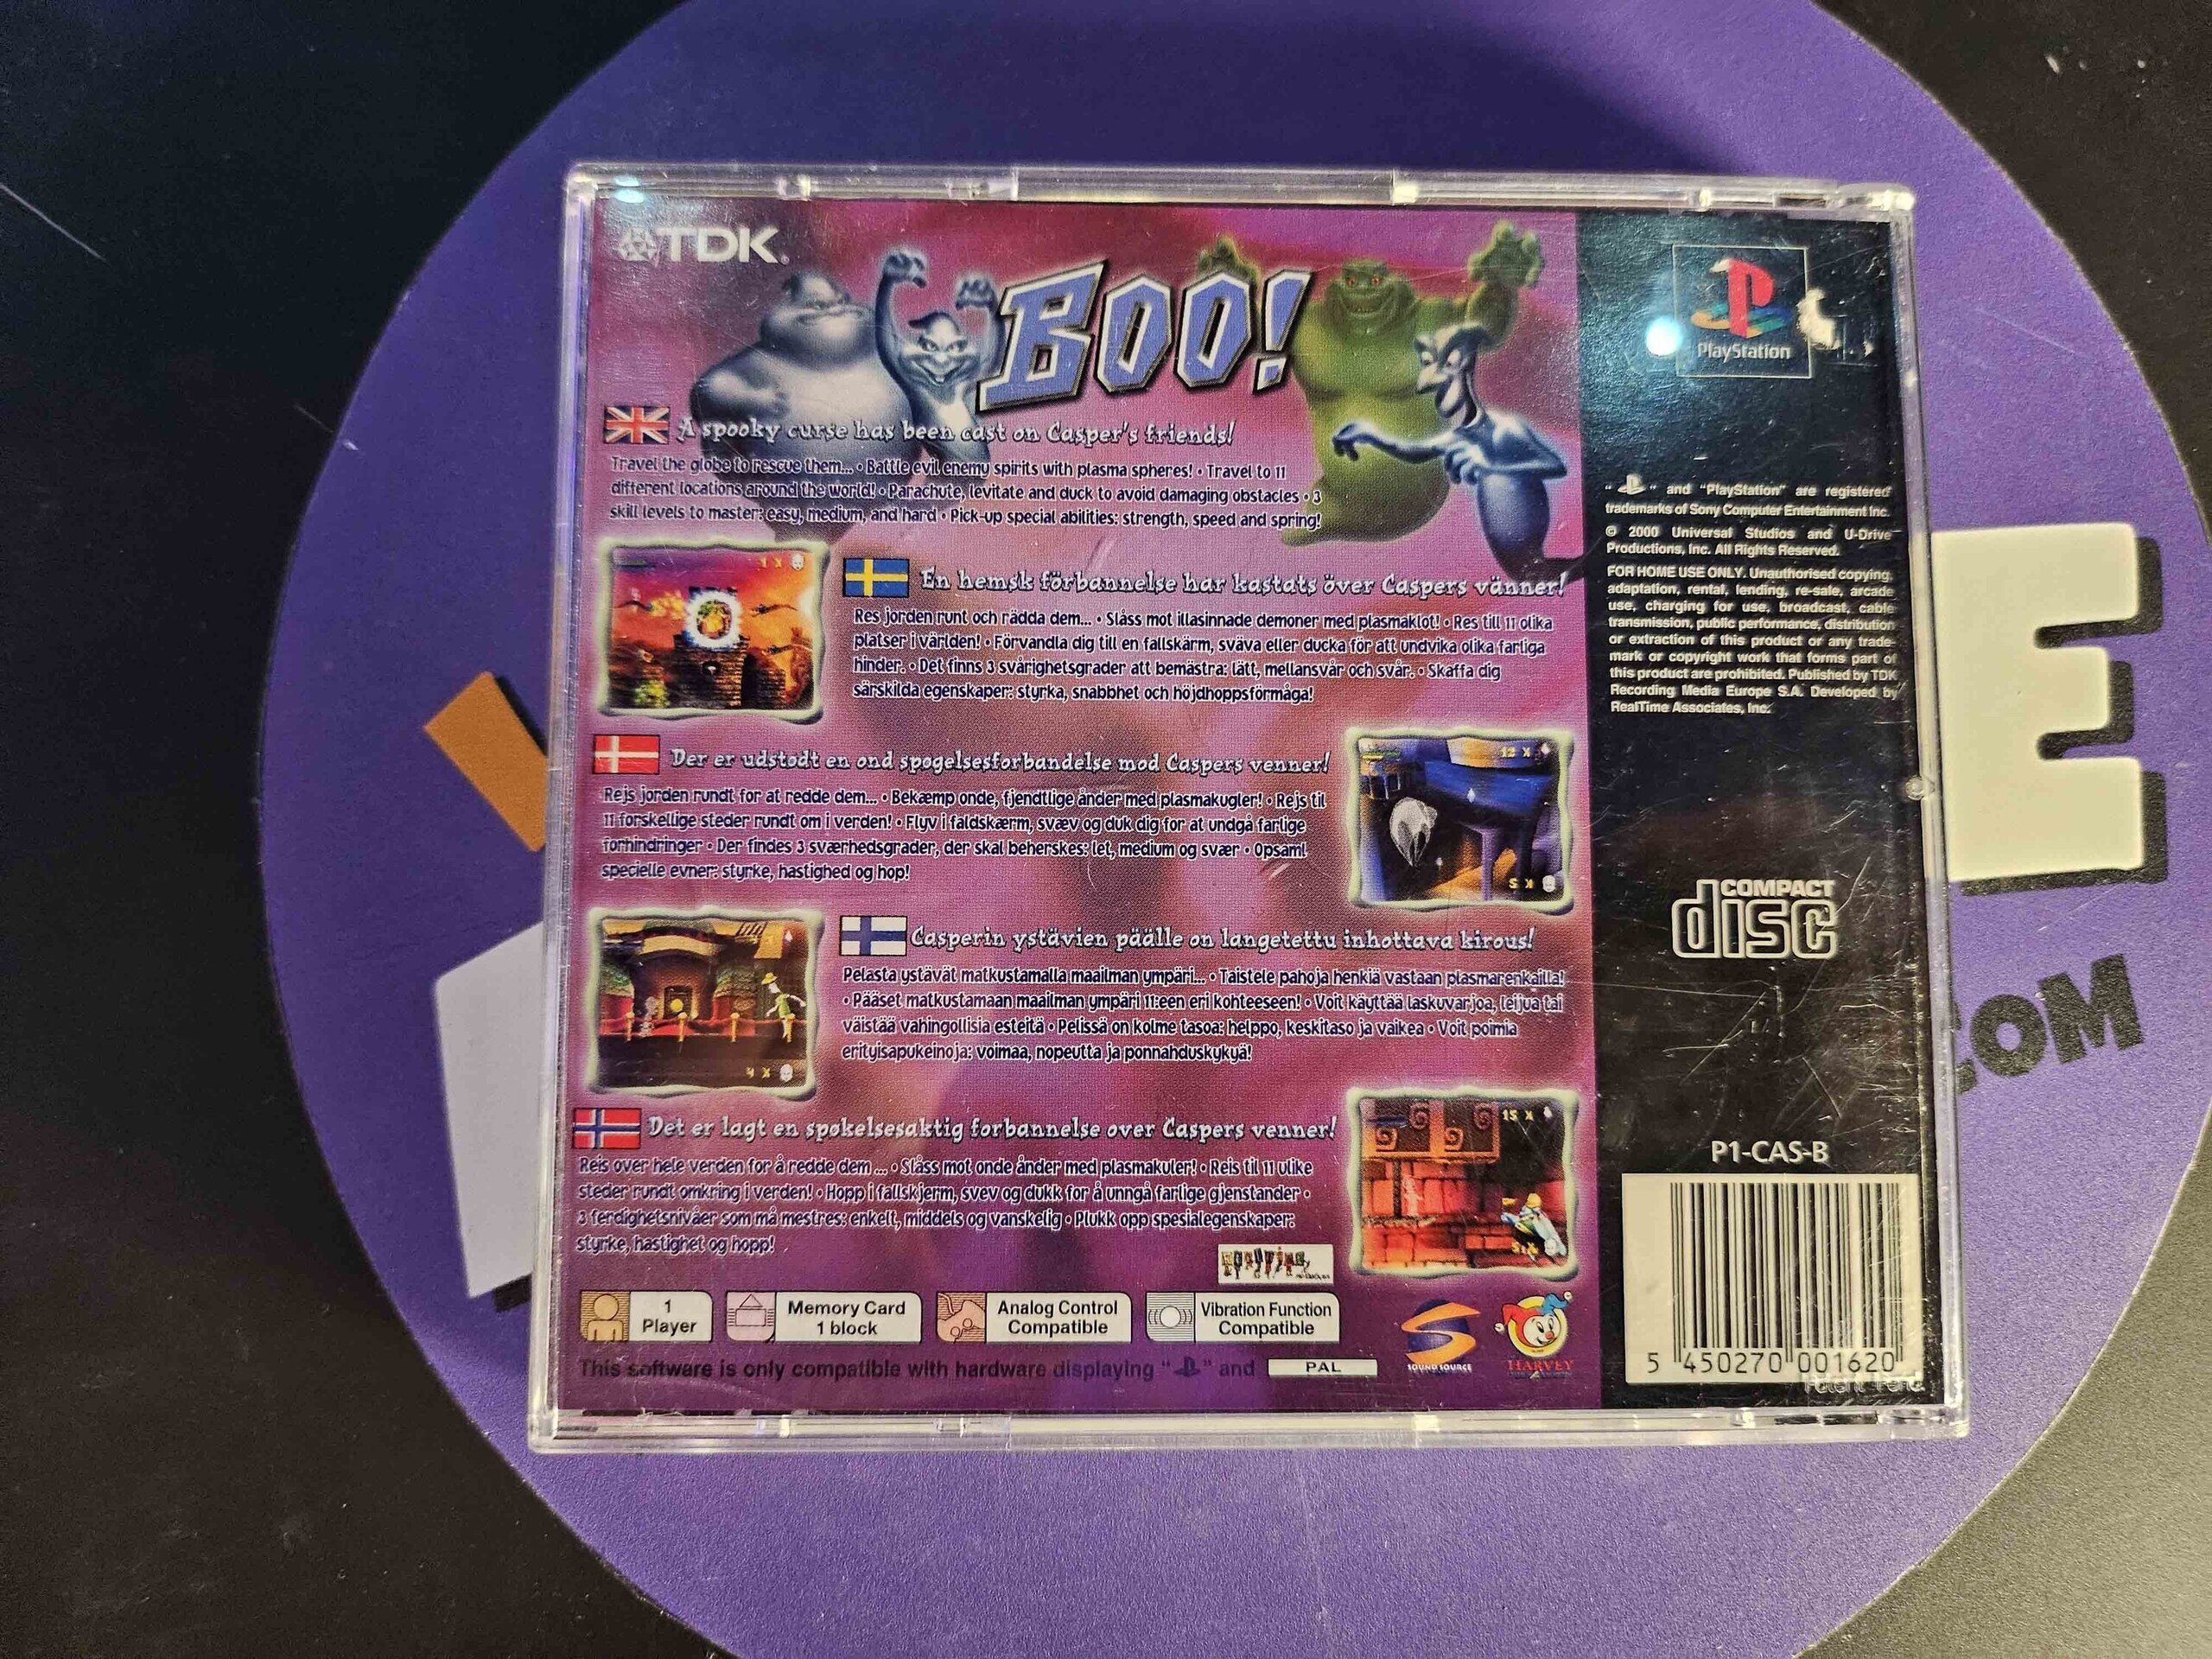 TDK
BOO!
A spooky curse has been cast on Casper's friends!
Travel the globe to rescue them... • Battle evil enemy spirits with plasma spheres! • Travel to 11
different locations around the world! • Parachute, levitate and duck to avoid damaging obstacles • 3
skill levels to master: easy, medium, and hard • Pick-up special abilities: strength, speed and spring!
1 X
En hemsk förbannelse har kastats över Caspers vänner!
Res jorden runt och rädda dem... • Slåss mot illasinnade demoner med plasmaklot! • Res till 11 olika
platser i världen! • Förvandla dig till en fallskärm, sväva eller ducka för att undvika olika farliga
hinder. • Det finns 3 svårighetsgrader att bemästra: lätt, mellansvår och svår. • Skaffa dig
särskilda egenskaper: styrka, snabbhet och höjdhoppsförmåga!
Der er udstødt en ond spøgelsesforbandelse mod Caspers venner!
Rejs jorden rundt for at redde dem... • Bekæmp onde, fjendtlige ånder med plasmakugler! • Rejs til
11 forskellige steder rundt om i verden! • Flyv i faldskærm, svæv og duk dig for at undgå farlige
forhindringer • Der findes 3 sværhedsgrader, der skal beherskes: let, medium og svær • Opsaml
specielle evner: styrke, hastighed og hop!
12 X
5 X
Casperin ystävien päälle on langetettu inhottava kirous!
Pelasta ystävät matkustamalla maailman ympäri... • Taistele pahoja henkiä vastaan plasmarenkailla!
• Pääset matkustamaan maailman ympäri 11:een eri kohteeseen! • Voit käyttää laskuvarjoa, leijua tai
väistää vahingollisia esteitä • Pelissä on kolme tasoa: helppo, keskitaso ja vaikea • Voit poimia
erityisapukeinoja: voimaa, nopeutta ja ponnahduskykyä!
4 X
Det er lagt en spøkelsesaktig forbannelse over Caspers venner!
Reis over hele verden for å redde dem ... • Slåss mot onde ånder med plasmakuler! • Reis til 11 ulike
steder rundt omkring i verden! • Hopp i fallskjerm, svev og dukk for å unngå farlige gjenstander •
3 ferdighetsnivåer som må mestres: enkelt, middels og vanskelig • Plukk opp spesialegenskaper:
styrke, hastighet og hopp!
15 X
5 X
1
Player
Memory Card
1 block
Analog Control
Compatible
Vibration Function
Compatible
SOUND SOURCE
HARVEY
This software is only compatible with hardware displaying " " and PAL
PlayStation
" " and "PlayStation" are registered
trademarks of Sony Computer Entertainment Inc.
© 2000 Universal Studios and U-Drive
Productions, Inc. All Rights Reserved.
FOR HOME USE ONLY. Unauthorised copying,
adaptation, rental, lending, re-sale, arcade
use, charging for use, broadcast, cable
transmission, public performance, distribution
or extraction of this product or any trade-
mark or copyright work that forms part of
this product are prohibited. Published by TDK
Recording Media Europe S.A. Developed by
RealTime Associates, Inc.
COMPACT
disc
P1-CAS-B
5 450270 001620
Patent Pend.
E
.COM